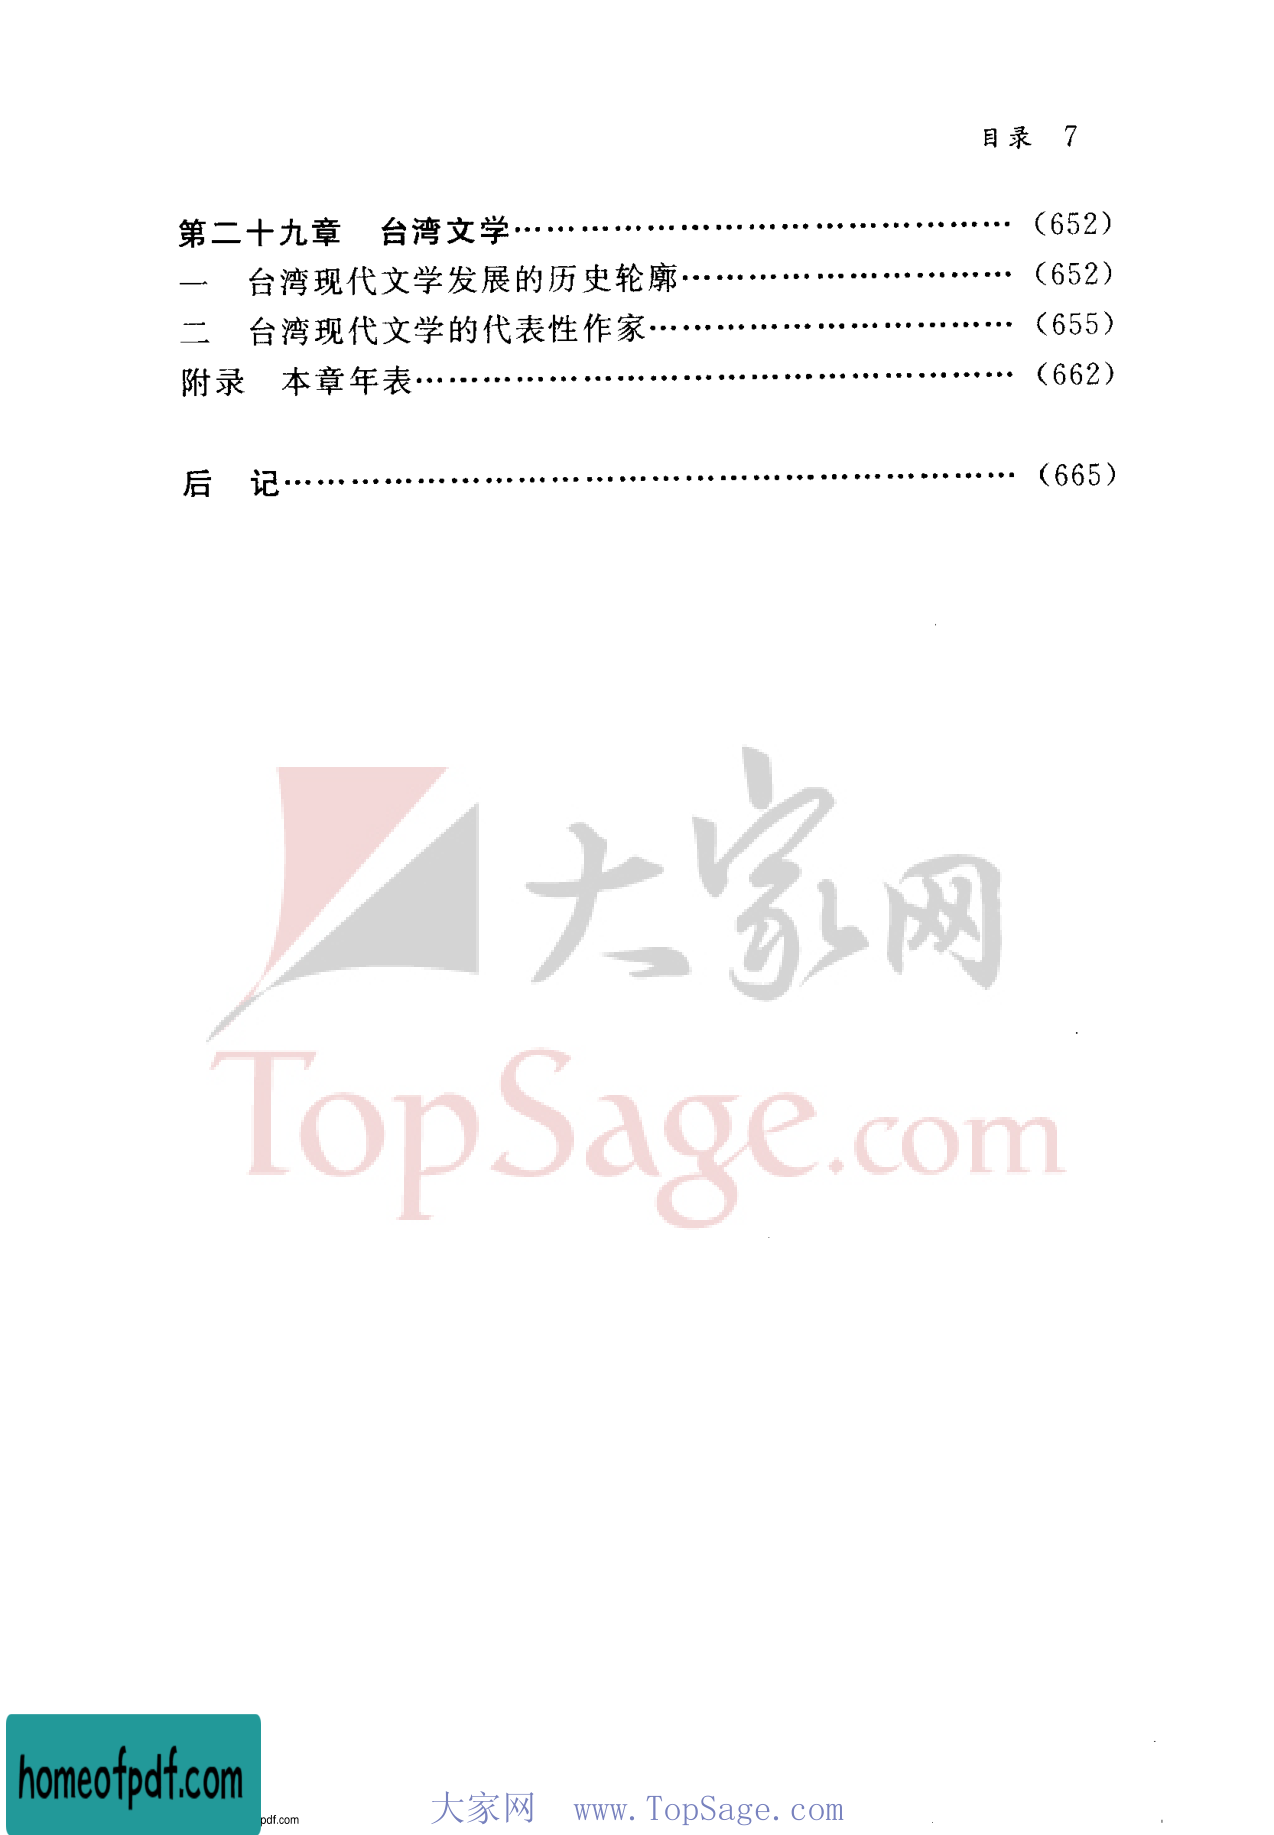 目录 7
第二十九章 台湾文学…………………………………………(652)
一 台湾现代文学发展的历史轮廓……………………………(652)
二 台湾现代文学的代表性作家………………………………(655)
附录 本章年表……………………………………………………(662)
后 记………………………………………………………………(665)
大家网
TopSage.com
homeofpdf.com
pdf.com
大家网 www.TopSage.com